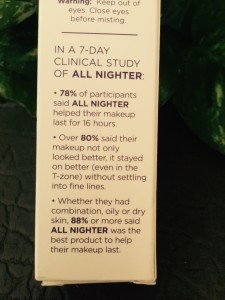 Warning: Keep out of
eyes. Close eyes
before misting.
IN A 7-DAY
CLINICAL STUDY
OF ALL NIGHTER:
• 78% of participants
said ALL NIGHTER
helped their makeup
last for 16 hours.
• Over 80% said their
makeup not only
looked better, it stayed
on better (even in the
T-zone) without settling
into fine lines.
• Whether they had
combination, oily or dry
skin, 88% or more said
ALL NIGHTER was the
best product to help
their makeup last.